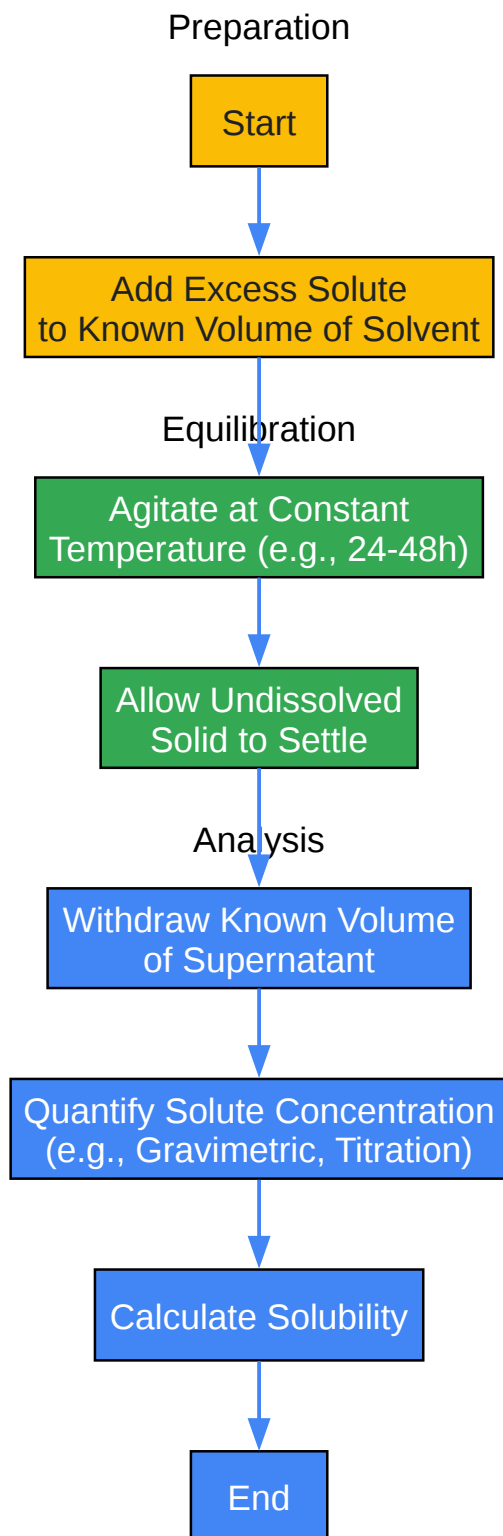 Preparation
Start
Add Excess Solute
to Known Volume of Solvent
Equilibration
Agitate at Constant
Temperature (e.g., 24-48h)
Allow Undissolved
Solid to Settle
Analysis
Withdraw Known Volume
of Supernatant
Quantify Solute Concentration
(e.g., Gravimetric, Titration)
Calculate Solubility
End